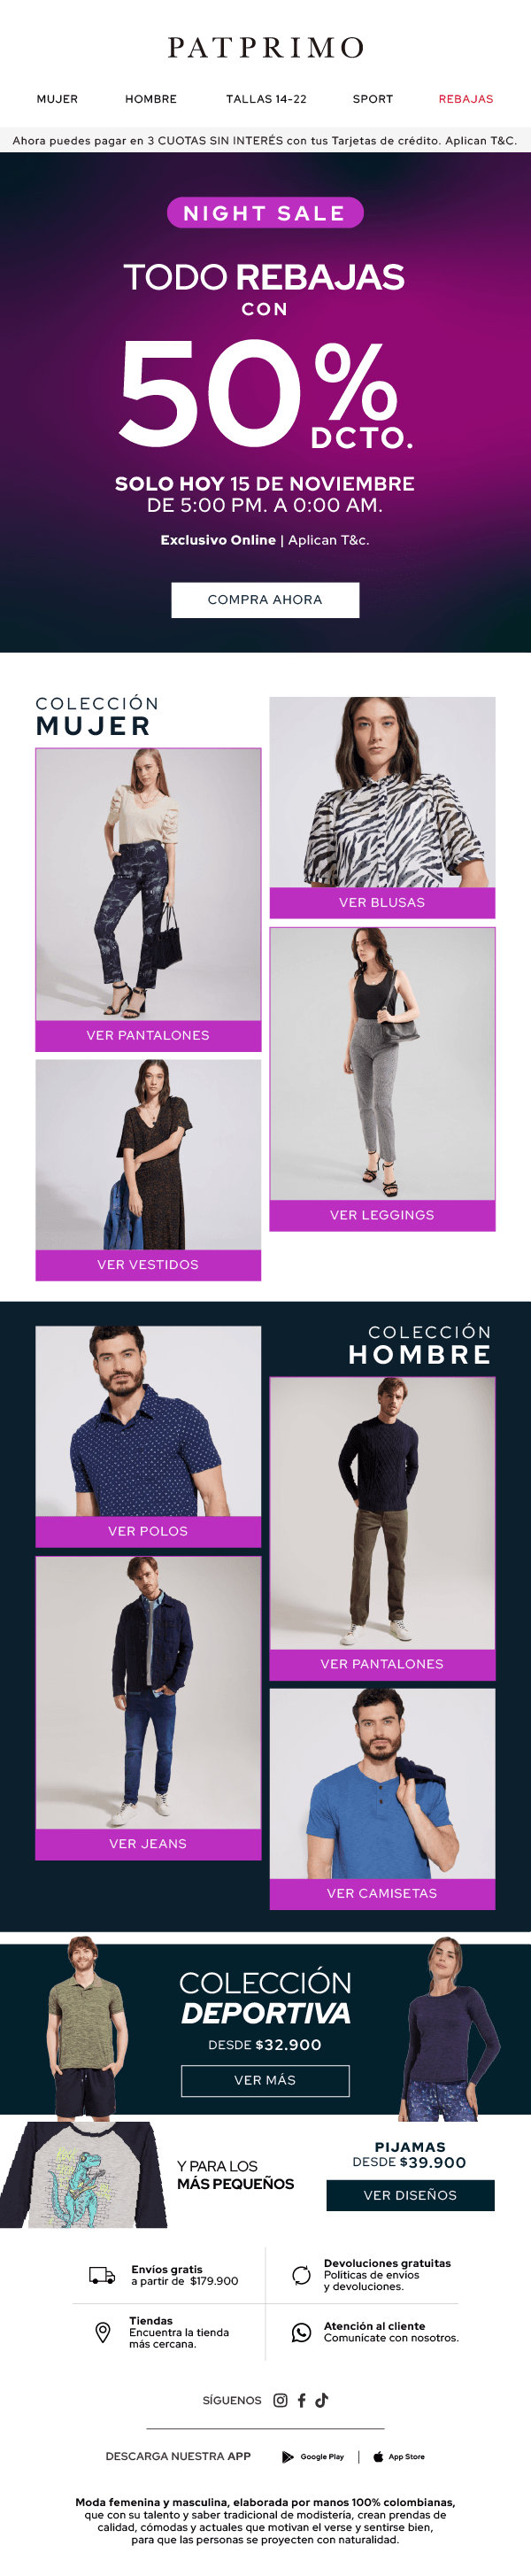 PATPRIMO
MUJER HOMBRE TALLAS 14-22 SPORT REBAJAS
Ahora puedes pagar en 3 CUOTAS SIN INTERÉS con tus Tarjetas de crédito. Aplican T&C.
NIGHT SALE
TODO REBAJAS
CON
50%
DCTO.
SOLO HOY 15 DE NOVIEMBRE
DE 5:00 PM. A 0:00 AM.
Exclusivo Online | Aplican T&c.
COMPRA AHORA
COLECCIÓN
MUJER
VER BLUSAS
VER PANTALONES
VER LEGGINGS
VER VESTIDOS
COLECCIÓN
HOMBRE
VER POLOS
VER PANTALONES
VER JEANS
VER CAMISETAS
COLECCIÓN
DEPORTIVA
DESDE $32.900
VER MÁS
Y PARA LOS
MÁS PEQUEÑOS
PIJAMAS
DESDE $39.900
VER DISEÑOS
Envíos gratis
a partir de $179.900
Devoluciones gratuitas
Políticas de envíos
y devoluciones.
Tiendas
Encuentra la tienda
más cercana.
Atención al cliente
Comunícate con nosotros.
SÍGUENOS
DESCARGA NUESTRA APP Google Play | App Store
Moda femenina y masculina, elaborada por manos 100% colombianas,
que con su talento y saber tradicional de modistería, crean prendas de
calidad, cómodas y actuales que motivan el verse y sentirse bien,
para que las personas se proyecten con naturalidad.